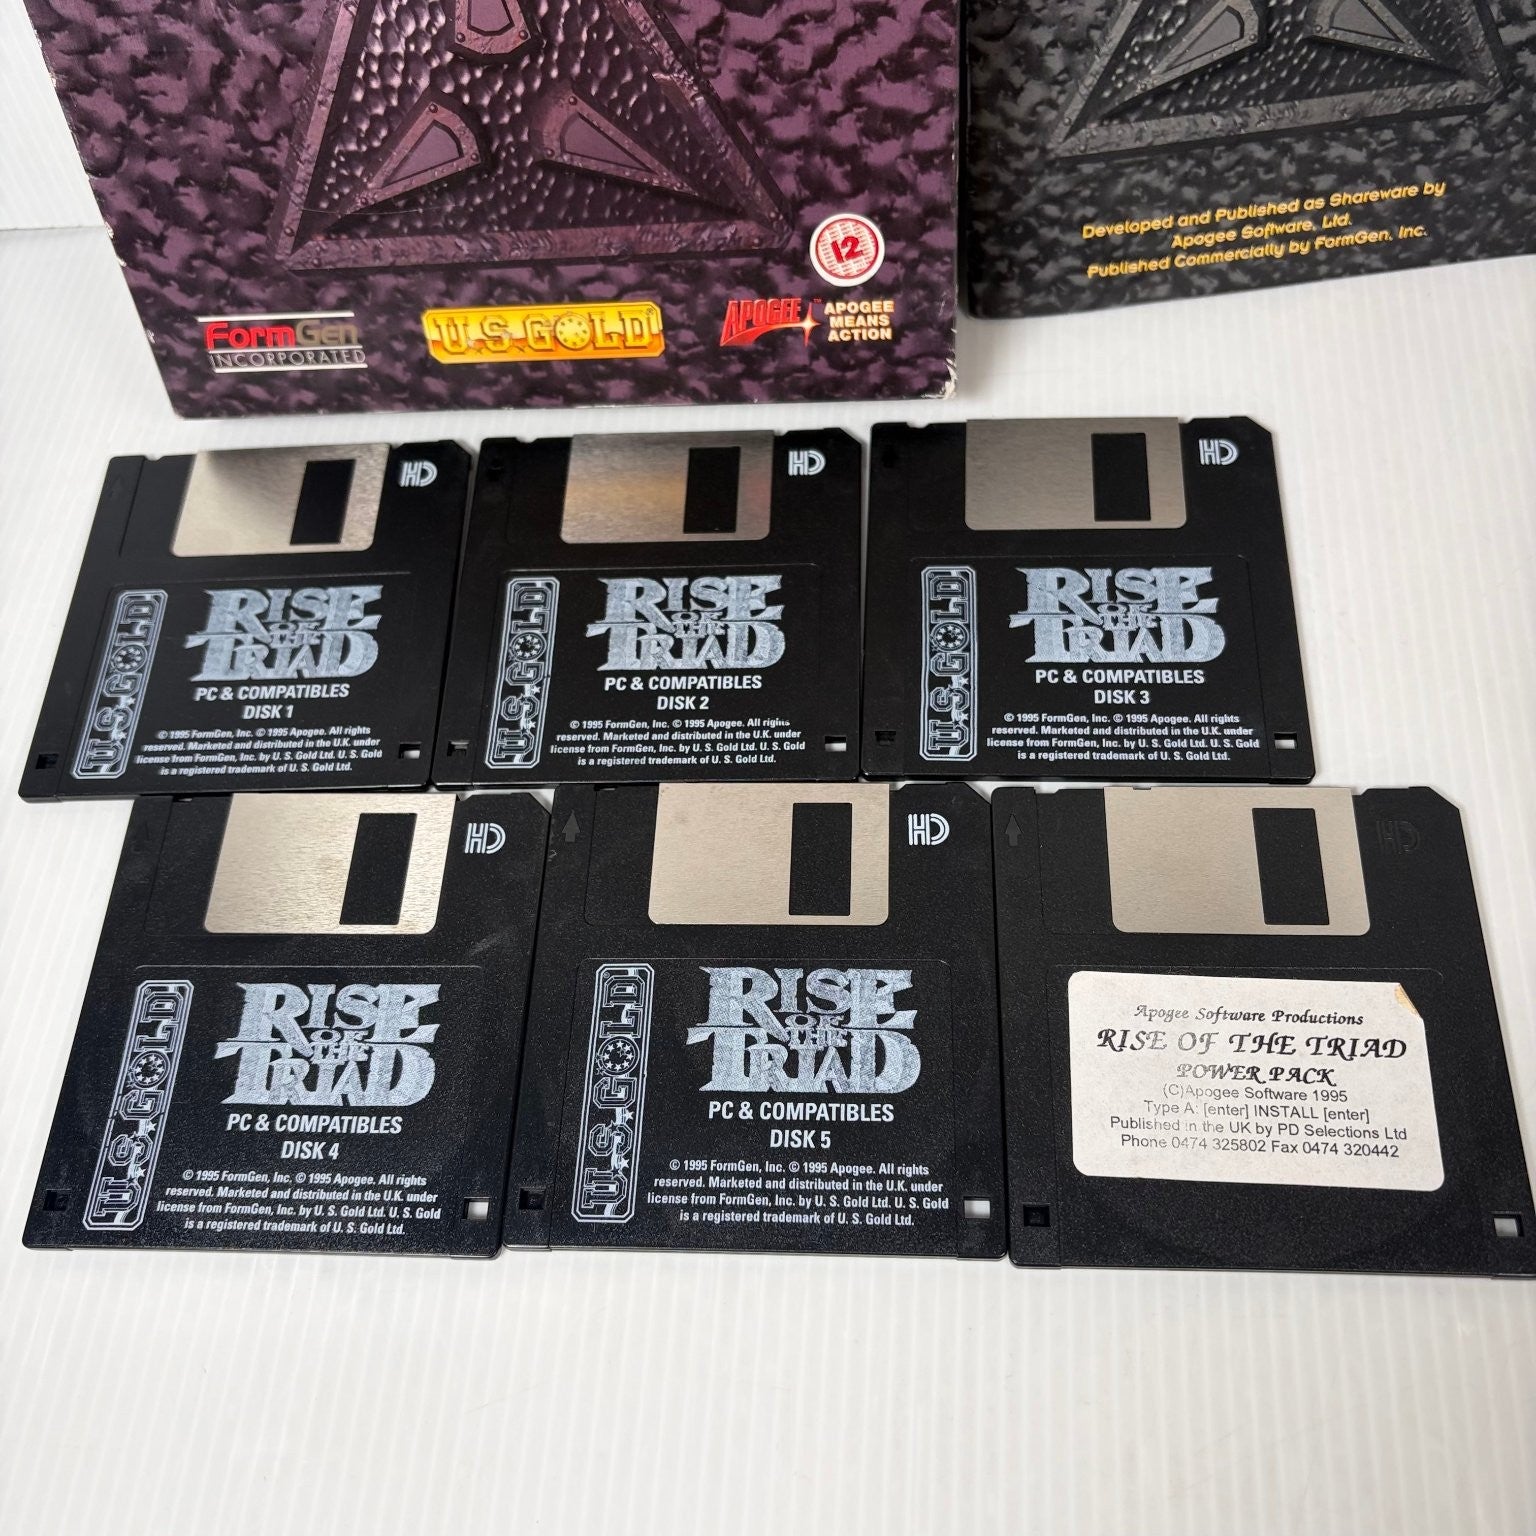 FormGen
INCORPORATED
U.S. GOLD®
APOGEE™
APOGEE
MEANS
ACTION
12
Developed and Published as Shareware by
Apogee Software, Ltd.
Published Commercially by FormGen, Inc.
HD
U.S. GOLD
RISE
OF
THE
TRIAD
PC & COMPATIBLES
DISK 1
© 1995 FormGen, Inc. © 1995 Apogee. All rights
reserved. Marketed and distributed in the U.K. under
license from FormGen, Inc. by U. S. Gold Ltd. U. S. Gold
is a registered trademark of U. S. Gold Ltd.
HD
U.S. GOLD
RISE
OF
THE
TRIAD
PC & COMPATIBLES
DISK 2
© 1995 FormGen, Inc. © 1995 Apogee. All rights
reserved. Marketed and distributed in the U.K. under
license from FormGen, Inc. by U. S. Gold Ltd. U. S. Gold
is a registered trademark of U. S. Gold Ltd.
HD
U.S. GOLD
RISE
OF
THE
TRIAD
PC & COMPATIBLES
DISK 3
© 1995 FormGen, Inc. © 1995 Apogee. All rights
reserved. Marketed and distributed in the U.K. under
license from FormGen, Inc. by U. S. Gold Ltd. U. S. Gold
is a registered trademark of U. S. Gold Ltd.
HD
U.S. GOLD
RISE
OF
THE
TRIAD
PC & COMPATIBLES
DISK 4
© 1995 FormGen, Inc. © 1995 Apogee. All rights
reserved. Marketed and distributed in the U.K. under
license from FormGen, Inc. by U. S. Gold Ltd. U. S. Gold
is a registered trademark of U. S. Gold Ltd.
HD
U.S. GOLD
RISE
OF
THE
TRIAD
PC & COMPATIBLES
DISK 5
© 1995 FormGen, Inc. © 1995 Apogee. All rights
reserved. Marketed and distributed in the U.K. under
license from FormGen, Inc. by U. S. Gold Ltd. U. S. Gold
is a registered trademark of U. S. Gold Ltd.
HD
Apogee Software Productions
RISE OF THE TRIAD
POWER PACK
(C)Apogee Software 1995
Type A: [enter] INSTALL [enter]
Published in the UK by PD Selections Ltd
Phone 0474 325802 Fax 0474 320442